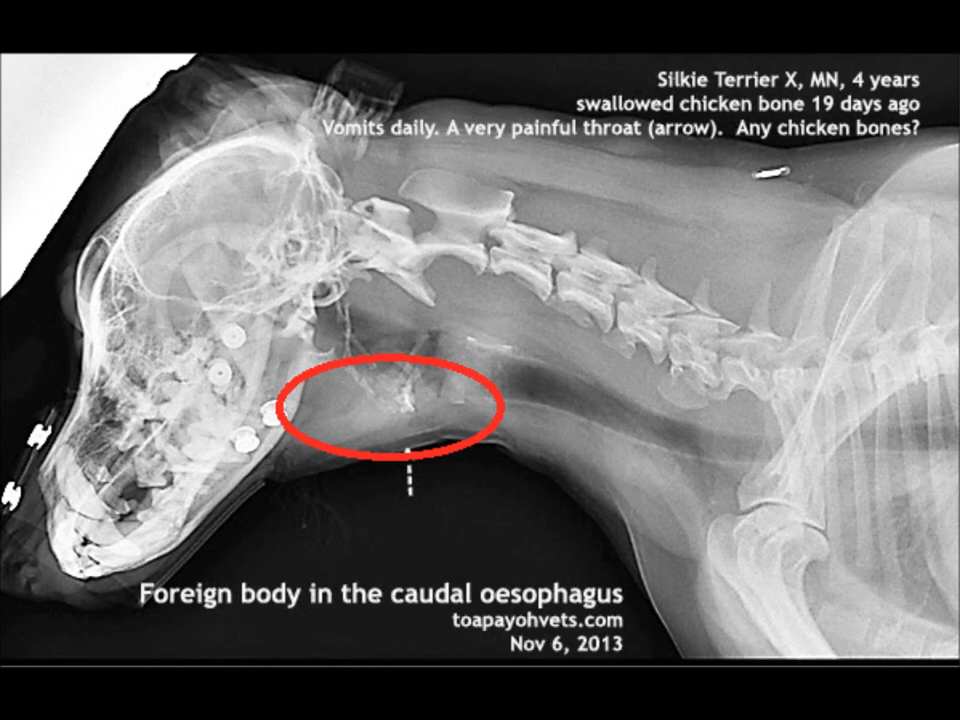 Silkie Terrier X, MN, 4 years
swallowed chicken bone 19 days ago
Vomits daily. A very painful throat (arrow). Any chicken bones?
Foreign body in the caudal oesophagus
toapayohvets.com
Nov 6, 2013